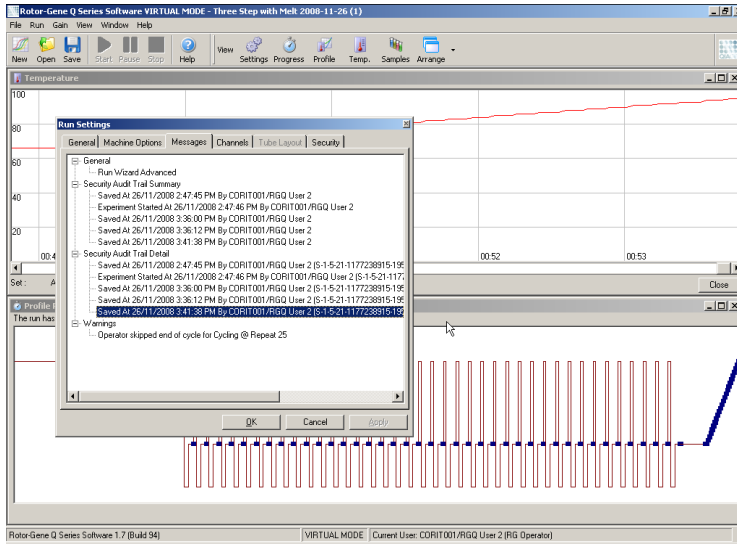 Rotor-Gene Q Series Software VIRTUAL MODE - Three Step with Melt 2008-11-26 (1)
File Run Gain View Window Help
New Open Save Start Pause Stop Help View Settings Progress Profile Temp. Samples Arrange
Temperature
100
Run Settings
General Machine Options Messages Channels Tube Layout Security
80
General
Run Wizard Advanced
60
Security Audit Trail Summary
Saved At 26/11/2008 2:47:45 PM By CORIT001/RGQ User 2
40
Experiment Started At 26/11/2008 2:47:46 PM By CORIT001/RGQ User 2
Saved At 26/11/2008 3:36:00 PM By CORIT001/RGQ User 2
Saved At 26/11/2008 3:36:12 PM By CORIT001/RGQ User 2
20
Saved At 26/11/2008 3:41:38 PM By CORIT001/RGQ User 2
Security Audit Trail Detail
00:4 00:52 00:53
Saved At 26/11/2008 2:47:45 PM By CORIT001/RGQ User 2 (S-1-5-21-1177238915-195
Experiment Started At 26/11/2008 2:47:46 PM By CORIT001/RGQ User 2 (S-1-5-21-117
Set : A Close
Saved At 26/11/2008 3:36:00 PM By CORIT001/RGQ User 2 (S-1-5-21-1177238915-195
Saved At 26/11/2008 3:36:12 PM By CORIT001/RGQ User 2 (S-1-5-21-1177238915-195
Profile
Saved At 26/11/2008 3:41:38 PM By CORIT001/RGQ User 2 (S-1-5-21-1177238915-195
The run has
Warnings
Operator skipped end of cycle for Cycling @ Repeat 25
OK Cancel Apply
Rotor-Gene Q Series Software 1.7 (Build 94) VIRTUAL MODE Current User: CORIT001/RGQ User 2 (RG Operator)